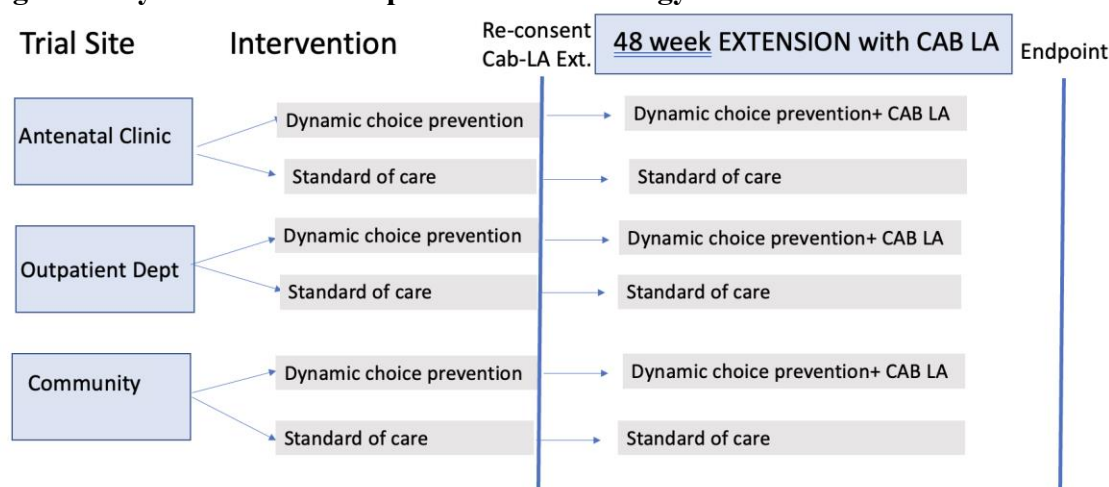 Trial Site
Intervention
Re-consent
Cab-LA Ext.
48 week EXTENSION with CAB LA
Endpoint
Antenatal Clinic
Dynamic choice prevention
Dynamic choice prevention+ CAB LA
Standard of care
Standard of care
Outpatient Dept
Dynamic choice prevention
Dynamic choice prevention+ CAB LA
Standard of care
Standard of care
Community
Dynamic choice prevention
Dynamic choice prevention+ CAB LA
Standard of care
Standard of care